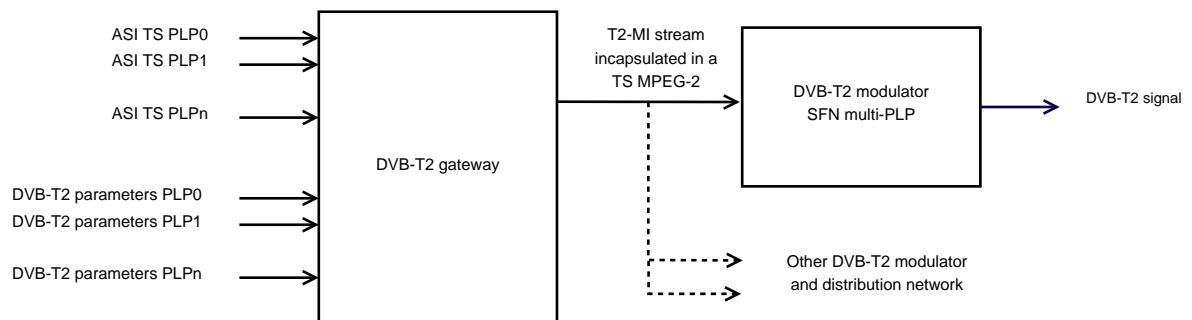 ASI TS PLP0
ASI TS PLP1
ASI TS PLPn
DVB-T2 parameters PLP0
DVB-T2 parameters PLP1
DVB-T2 parameters PLPn
DVB-T2 gateway
T2-MI stream
incapsulated in a
TS MPEG-2
DVB-T2 modulator
SFN multi-PLP
DVB-T2 signal
Other DVB-T2 modulator
and distribution network